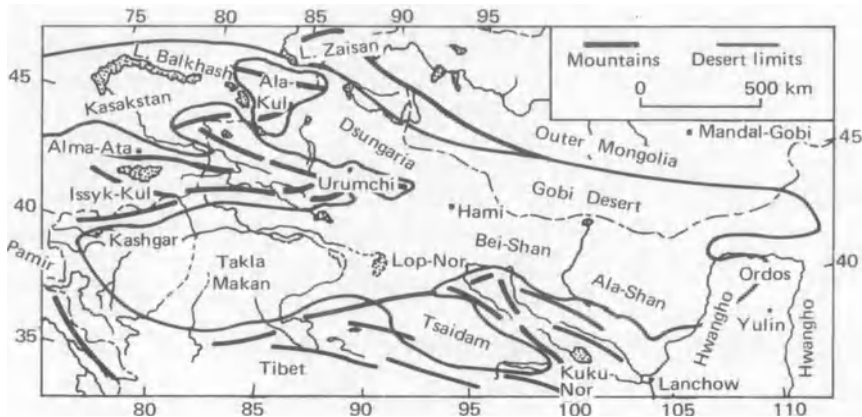 75 80 85 90 95
Zaisan
Mountains Desert limits
0 500 km
45
Balkhash
Ala-
Kul
Kasakstan
Dsungaria
Outer Mongolia
Mandal-Gobi
45
Alma-Ata
Issyk-Kul
Urumchi
Gobi Desert
Hami
40
Kashgar
Bei-Shan
Pamir
Takla
Makan
Lop-Nor
Ala-Shan
40
Ordos
35
Tsaidam
Hwangho
Yulin
Hwangho
Tibet
Kuku-
Nor
Lanchow
35
80 85 90 95 100 105 110